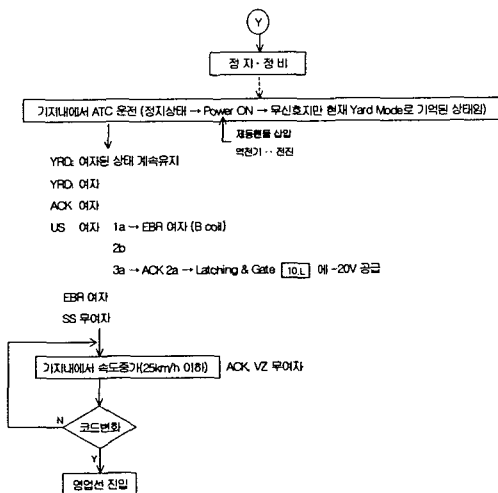 Y
정 지 - 정 비
기지내에서 ATC 운전 (정지상태 → Power ON → 무신호지만 현재 Yard Mode로 기억된 상태임)
제동핸들 삽입
역전기 ‥ 전진
YRD₂ 여자된 상태 계속유지
YRD₁ 여자
ACK 여자
US 여자 1a → EBR 여자 (B coil)
2b
3a → ACK 2a → Latching & Gate 10.L 에 -20V 공급
EBR 여자
SS 무여자
기지내에서 속도증가(25km/h 이하) ACK, VZ 무여자
N 코드변화
Y
영업선 진입